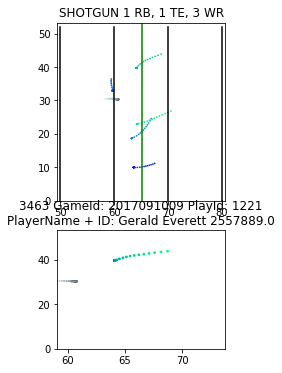 SHOTGUN 1 RB, 1 TE, 3 WR
50
40
30
20
10
0
50 60 70 80
3463 GameId: 2017091009 PlayId: 1221
PlayerName + ID: Gerald Everett 2557889.0
40
20
0
60 65 70